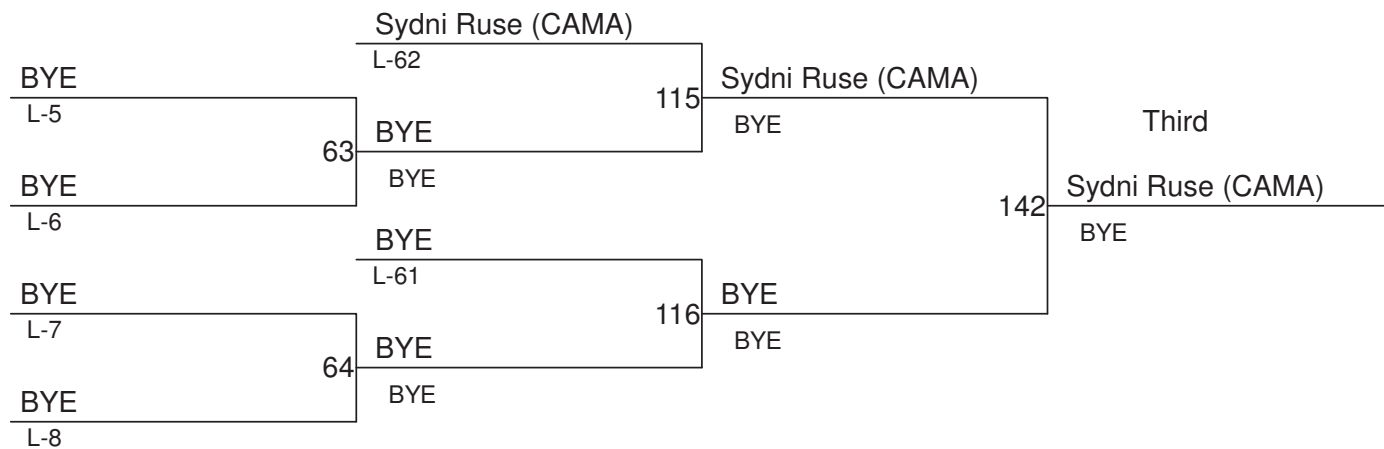 Sydni Ruse (CAMA)
L-62
BYE
L-5
115
Sydni Ruse (CAMA)
BYE
Third
63
BYE
BYE
BYE
L-6
142
Sydni Ruse (CAMA)
BYE
BYE
L-61
BYE
L-7
116
BYE
BYE
64
BYE
BYE
BYE
L-8